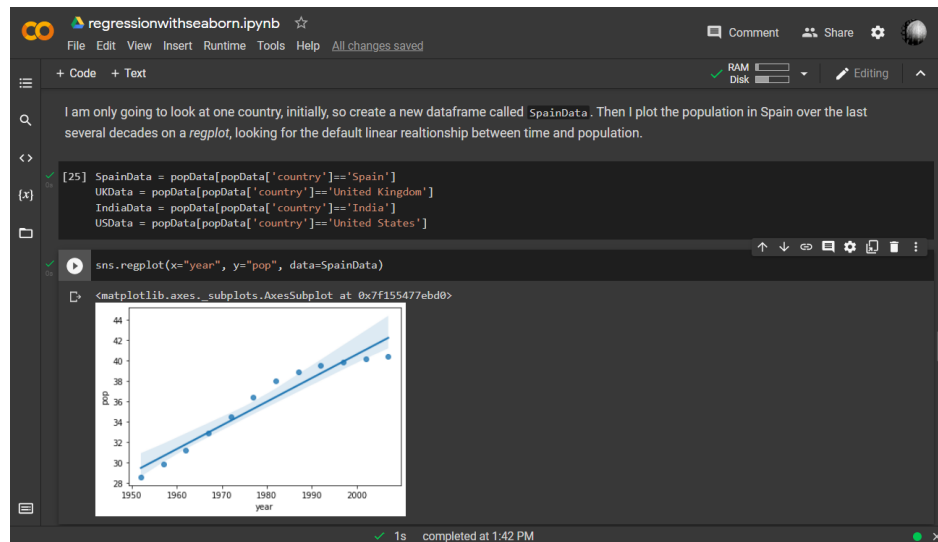 CO
regressionwithseaborn.ipynb
Comment
Share
File Edit View Insert Runtime Tools Help All changes saved
+ Code + Text
RAM
Disk
Editing
I am only going to look at one country, initially, so create a new dataframe called SpainData. Then I plot the population in Spain over the last
several decades on a regplot, looking for the default linear realtionship between time and population.
[25] SpainData = popData[popData['country']=='Spain']
0s
UKData = popData[popData['country']=='United Kingdom']
{x}
IndiaData = popData[popData['country']=='India']
USData = popData[popData['country']=='United States']
sns.regplot(x="year", y="pop", data=SpainData)
0s
<matplotlib.axes._subplots.AxesSubplot at 0x7f155477ebd0>
44
42
40
38
36
34
32
30
28
pop
1950 1960 1970 1980 1990 2000
year
1s completed at 1:42 PM